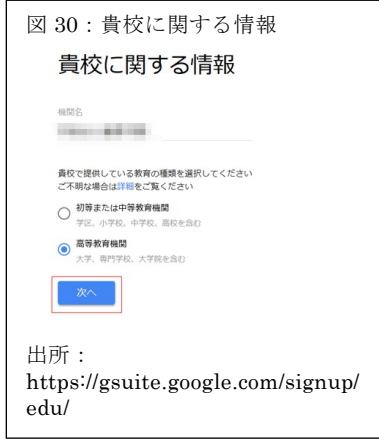 図 30：貴校に関する情報
貴校に関する情報
機関名
貴校で提供している教育の種類を選択してください
ご不明な場合は詳細をご覧ください
初等または中等教育機関
学区、小学校、中学校、高校を含む
高等教育機関
大学、専門学校、大学院を含む
次へ
出所：
https://gsuite.google.com/signup/
edu/